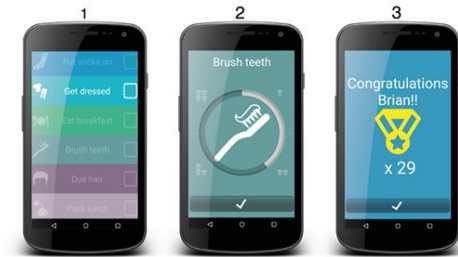 1
2
3
Put socks on
Get dressed
Eat breakfast
Brush teeth
Due hair
Pack lunch
Brush teeth
Congratulations
Brian!!
x 29